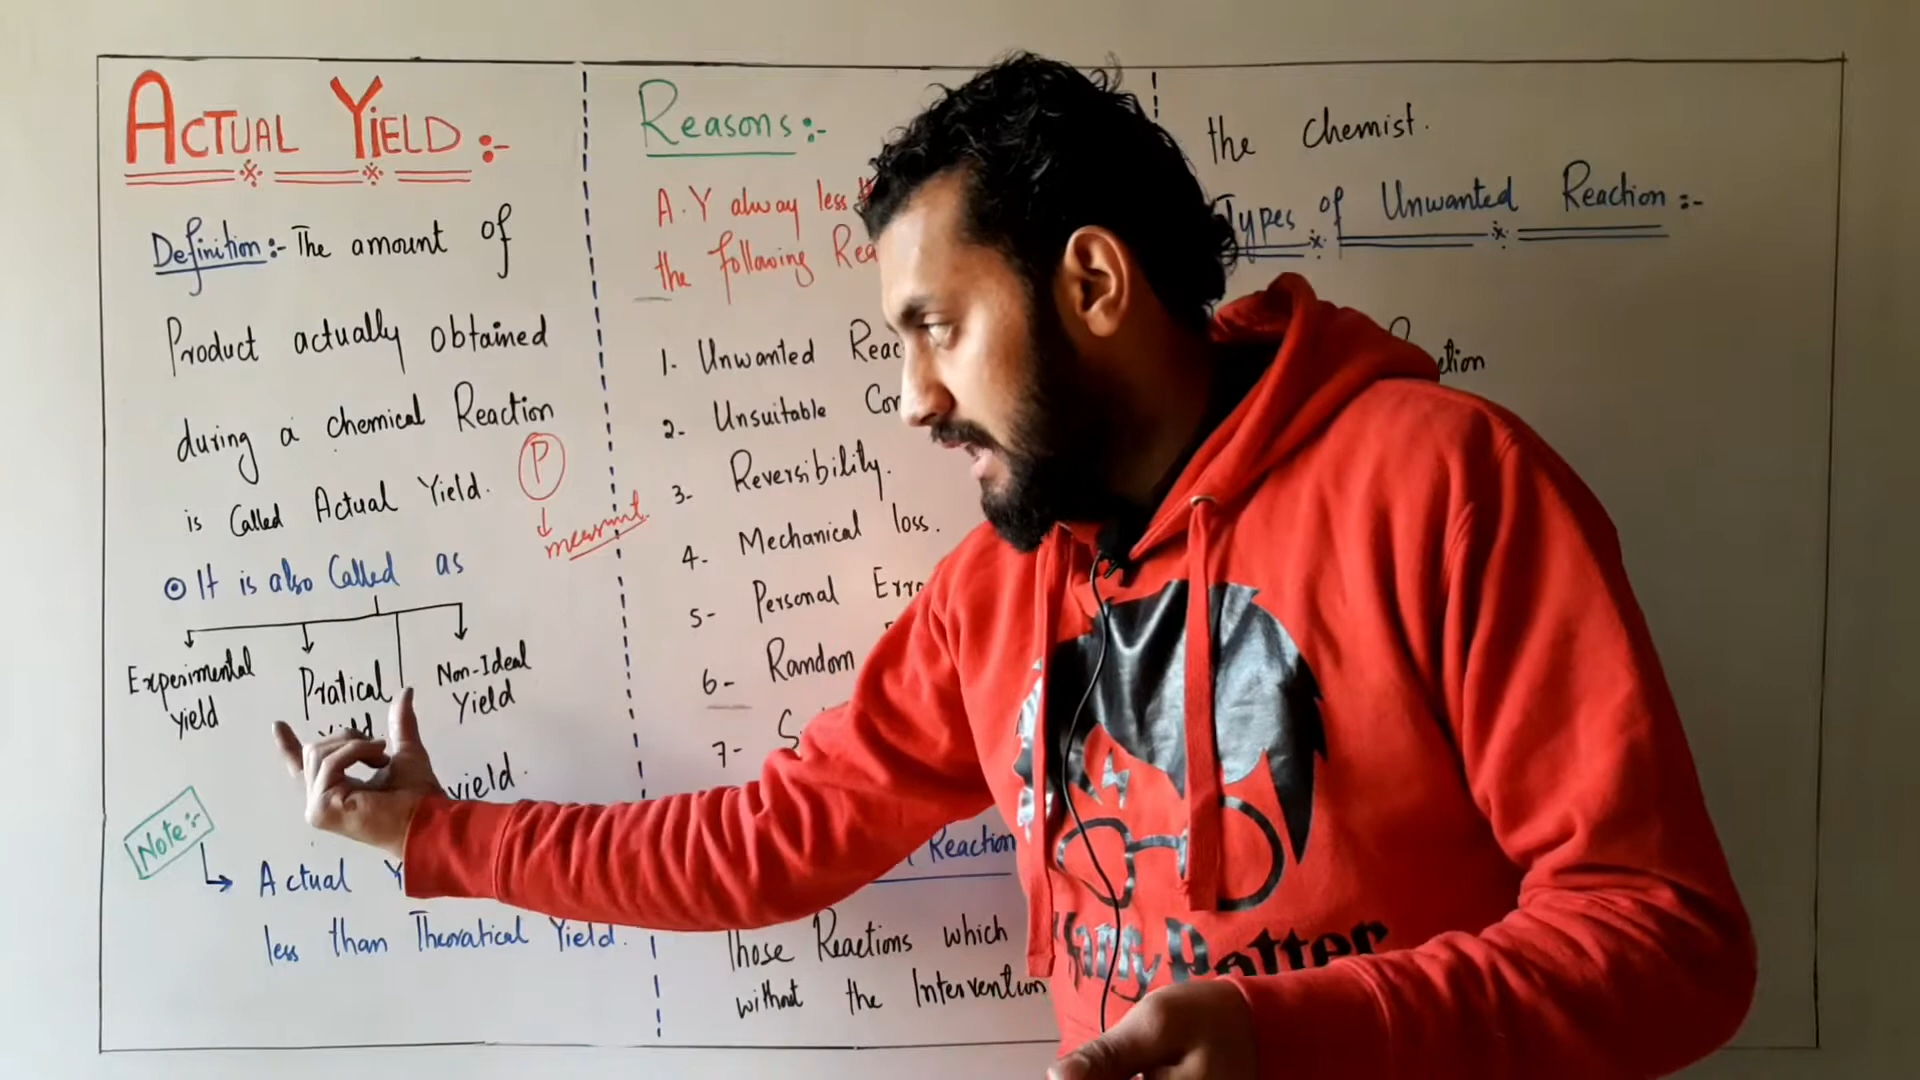 ACTUAL YiELD :-
Definition :- The amount of
Product actually obtained
during a chemical Reaction
is Called Actual Yield.
P
It is also Called as
Experimental
yield
Pratical
Non-Ideal
Yield
yield.
Note :-
Actual
less than Theoratical Yield.
Reasons :-
A.Y alway less
the following
1. Unwanted
2- Unsuitable
3- Reversibility.
4- Mechanical loss.
5- Personal
6- Random
7-
Reaction
Those Reactions which
without the Intervention
the chemist.
Types of Unwanted Reaction :-
Harry Potter